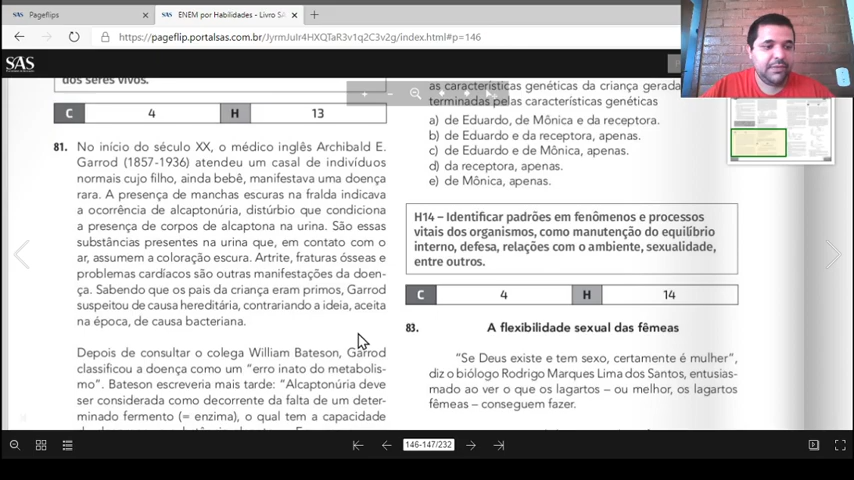 SAS Pageflips
SAS ENEM por Habilidades - Livro SA
https://pageflip.portalsas.com.br/JyrmJuIr4HXQTaR3v1q2C3v2g/index.html#p=146
SAS
dos seres vivos.
C 4 H 13
81. No início do século XX, o médico inglês Archibald E.
Garrod (1857-1936) atendeu um casal de indivíduos
normais cujo filho, ainda bebê, manifestava uma doença
rara. A presença de manchas escuras na fralda indicava
a ocorrência de alcaptonúria, distúrbio que condiciona
a presença de corpos de alcaptona na urina. São essas
substâncias presentes na urina que, em contato com o
ar, assumem a coloração escura. Artrite, fraturas ósseas e
problemas cardíacos são outras manifestações da doen-
ça. Sabendo que os pais da criança eram primos, Garrod
suspeitou de causa hereditária, contrariando a ideia, aceita
na época, de causa bacteriana.
Depois de consultar o colega William Bateson, Garrod
classificou a doença como um “erro inato do metabolis-
mo”. Bateson escreveria mais tarde: “Alcaptonúria deve
ser considerada como decorrente da falta de um deter-
minado fermento (= enzima), o qual tem a capacidade
as características genéticas da criança gerada
terminadas pelas características genéticas
a) de Eduardo, de Mônica e da receptora.
b) de Eduardo e da receptora, apenas.
c) de Eduardo e de Mônica, apenas.
d) da receptora, apenas.
e) de Mônica, apenas.
H14 – Identificar padrões em fenômenos e processos
vitais dos organismos, como manutenção do equilíbrio
interno, defesa, relações com o ambiente, sexualidade,
entre outros.
C 4 H 14
83. A flexibilidade sexual das fêmeas
“Se Deus existe e tem sexo, certamente é mulher”,
diz o biólogo Rodrigo Marques Lima dos Santos, entusias-
mado ao ver o que os lagartos – ou melhor, os lagartos
fêmeas – conseguem fazer.
146-147/232